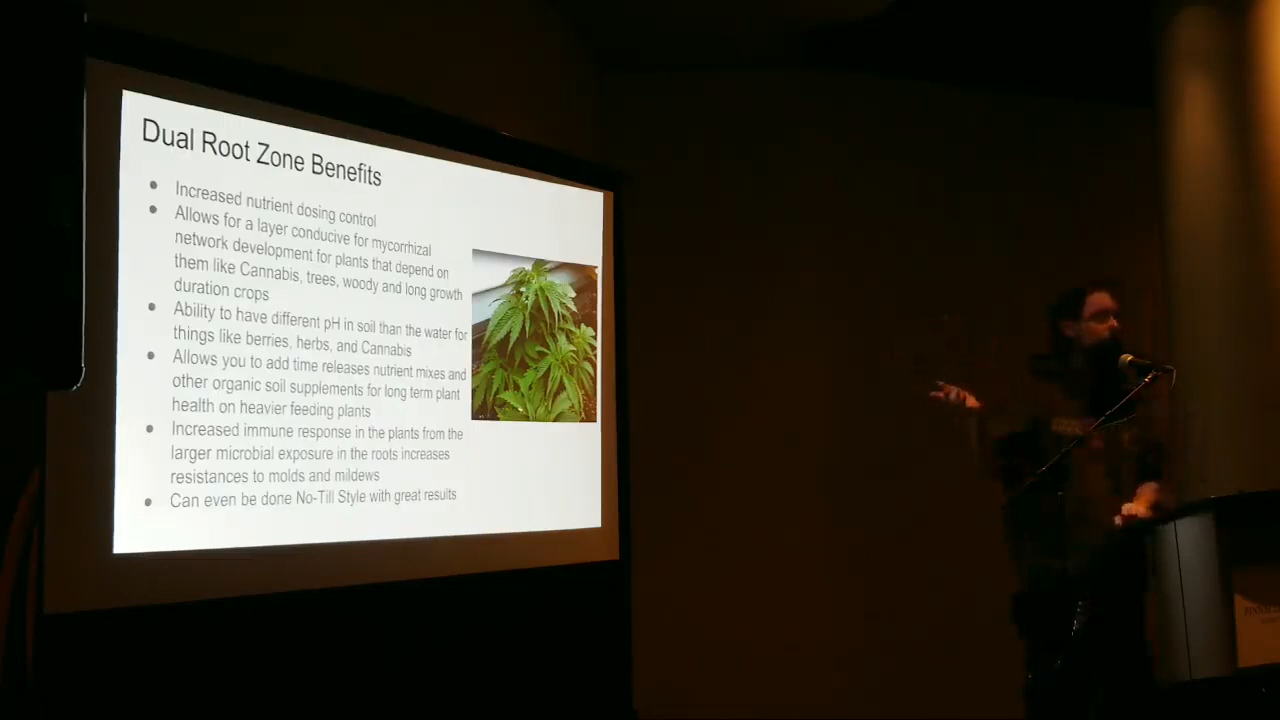 Dual Root Zone Benefits
● Increased nutrient dosing control
● Allows for a layer conducive for mycorrhizal
network development for plants that depend on
them like Cannabis, trees, woody and long growth
duration crops
● Ability to have different pH in soil than the water for
things like berries, herbs, and Cannabis
● Allows you to add time releases nutrient mixes and
other organic soil supplements for long term plant
health on heavier feeding plants
● Increased immune response in the plants from the
larger microbial exposure in the roots increases
resistances to molds and mildews
● Can even be done No-Till Style with great results